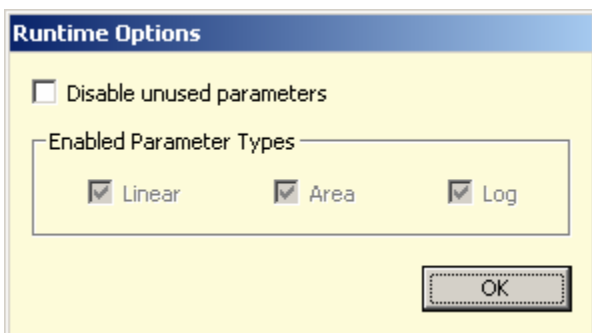 Runtime Options
Disable unused parameters
Enabled Parameter Types
Linear Area Log
OK